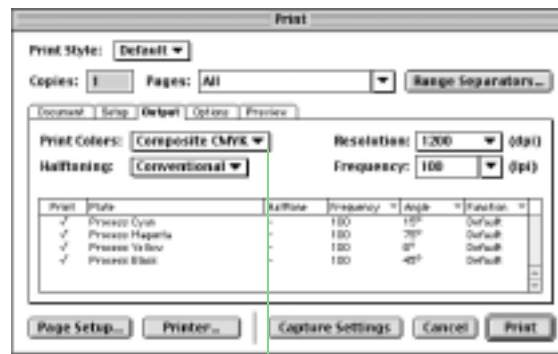 Print
Print Style: Default
Copies: 1 Pages: All Range Separators...
Document Setup Output Options Preview
Print Colors: Composite CMYK Resolution: 1200 (dpi)
Halftoning: Conventional Frequency: 100 (lpi)
Print Plate Halftone Frequency Angle Function
√ Process Cyan - 100 15° Default
√ Process Magenta - 100 75° Default
√ Process Yellow - 100 0° Default
√ Process Black - 100 45° Default
Page Setup... Printer... Capture Settings Cancel Print